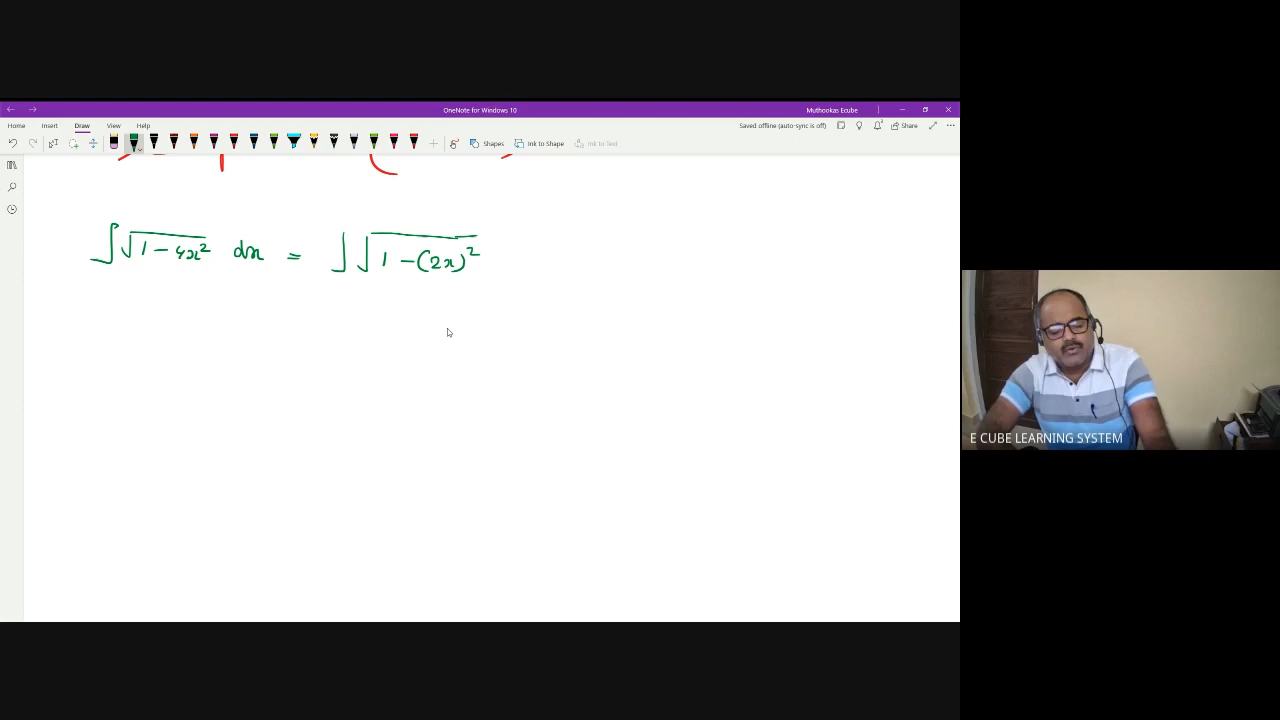 OneNote for Windows 10
Muthookas Ecube
Home Insert Draw View Help
Saved offline (auto-sync is off)
Share
Shapes
Ink to Shape
Ink to Text
∫√1 - 4x² dx = ∫√1 - (2x)²
E CUBE LEARNING SYSTEM